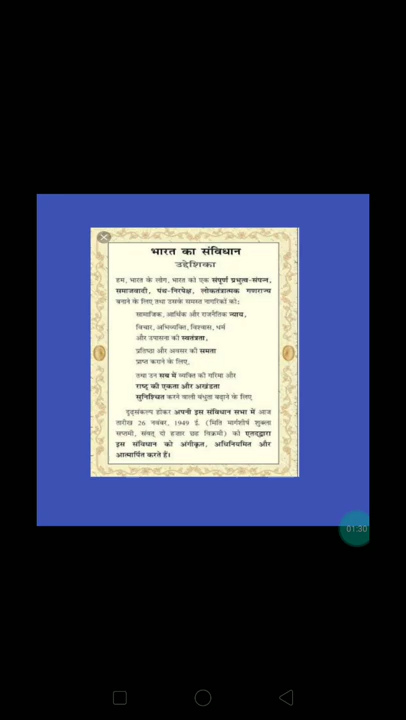 भारत का संविधान
उद्देशिका
हम, भारत के लोग, भारत को एक संपूर्ण प्रभुत्व-संपन्न,
समाजवादी, पंथ-निरपेक्ष, लोकतंत्रात्मक गणराज्य
बनाने के लिए तथा उसके समस्त नागरिकों को:
सामाजिक, आर्थिक और राजनैतिक न्याय,
विचार, अभिव्यक्ति, विश्वास, धर्म
और उपासना की स्वतंत्रता,
प्रतिष्ठा और अवसर की समता
प्राप्त कराने के लिए,
तथा उन सब में व्यक्ति की गरिमा और
राष्ट्र की एकता और अखंडता
सुनिश्चित करने वाली बंधुता बढ़ाने के लिए
दृढ़संकल्प होकर अपनी इस संविधान सभा में आज
तारीख 26 नवंबर, 1949 ई. (मिति मार्गशीर्ष शुक्ला
सप्तमी, संवत् दो हजार छह विक्रमी) को एतद्द्वारा
इस संविधान को अंगीकृत, अधिनियमित और
आत्मार्पित करते हैं।
01:30